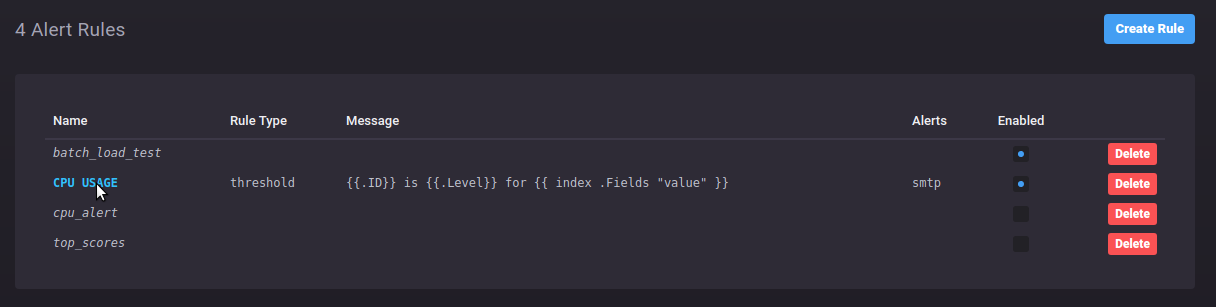 4 Alert Rules Create Rule
Name Rule Type Message Alerts Enabled
batch_load_test Delete
CPU USAGE threshold {{.ID}} is {{.Level}} for {{ index .Fields "value" }} smtp Delete
cpu_alert Delete
top_scores Delete